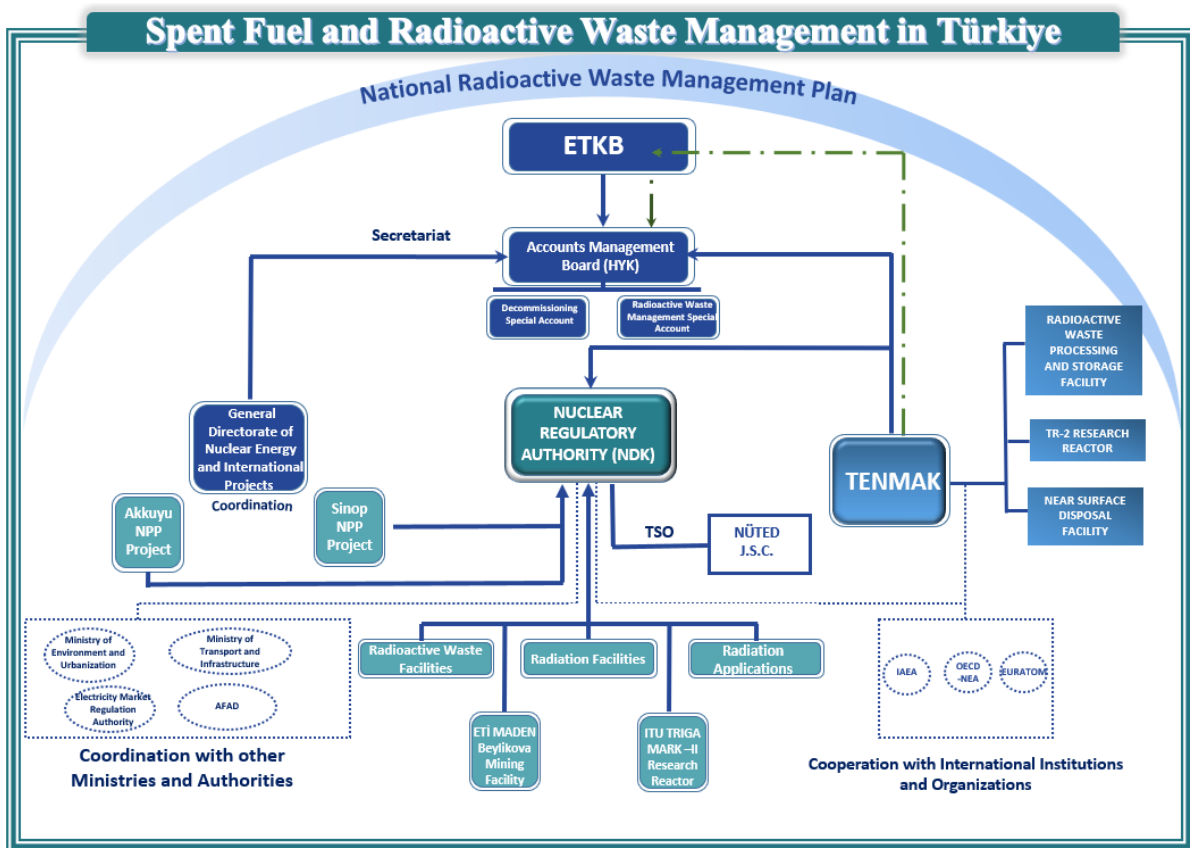 Spent Fuel and Radioactive Waste Management in Türkiye
National Radioactive Waste Management Plan
ETKB
Secretariat
Accounts Management
Board (HYK)
Decommissioning
Special Account
Radioactive Waste
Management Special
Account
RADIOACTIVE
WASTE
PROCESSING
AND STORAGE
FACILITY
General
Directorate of
Nuclear Energy
and International
Projects
Coordination
NUCLEAR
REGULATORY
AUTHORITY (NDK)
TENMAK
TR-2 RESEARCH
REACTOR
NEAR SURFACE
DISPOSAL
FACILITY
Akkuyu
NPP
Project
Sinop
NPP
Project
TSO
NÜTED
J.S.C.
Ministry of
Environment and
Urbanization
Ministry of
Transport and
Infrastructure
Electricity Market
Regulation
Authority
AFAD
Coordination with other
Ministries and Authorities
Radioactive Waste
Facilities
Radiation Facilities
Radiation
Applications
ETİ MADEN
Beylikova
Mining
Facility
ITU TRIGA
MARK –II
Research
Reactor
IAEA
OECD
-NEA
EURATOM
Cooperation with International Institutions
and Organizations